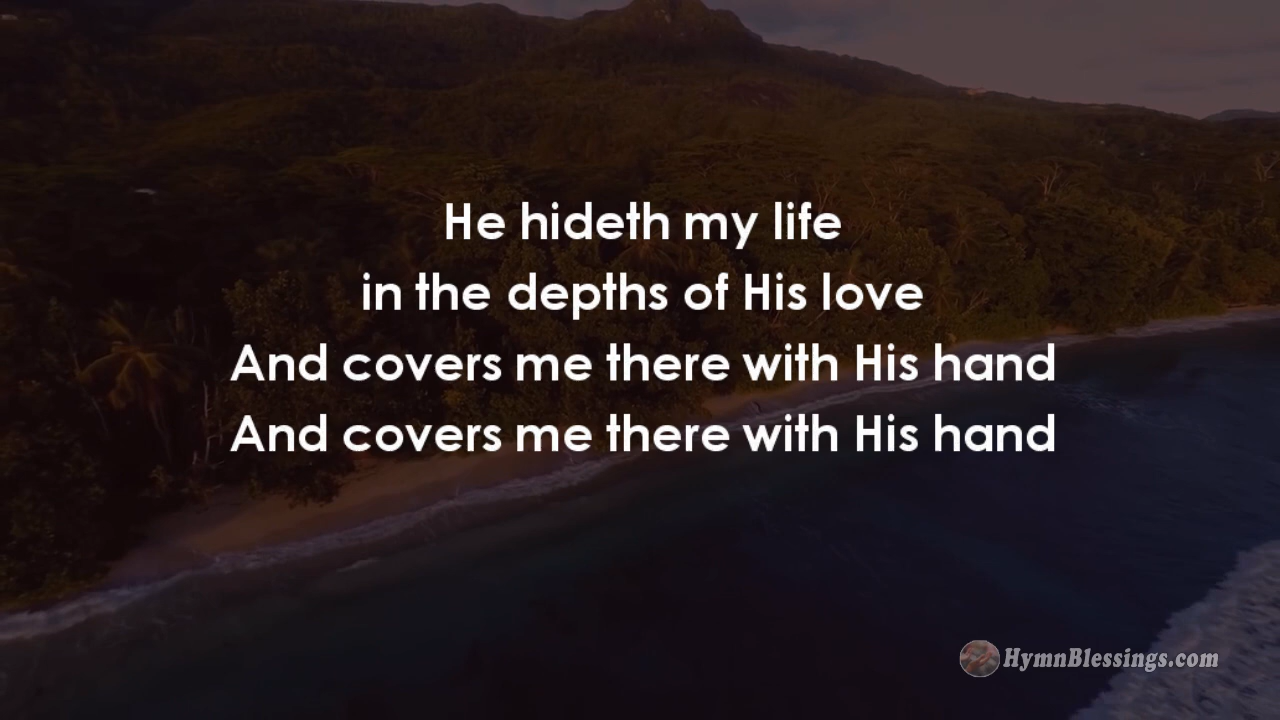 He hideth my life
in the depths of His love
And covers me there with His hand
And covers me there with His hand
HymnBlessings.com